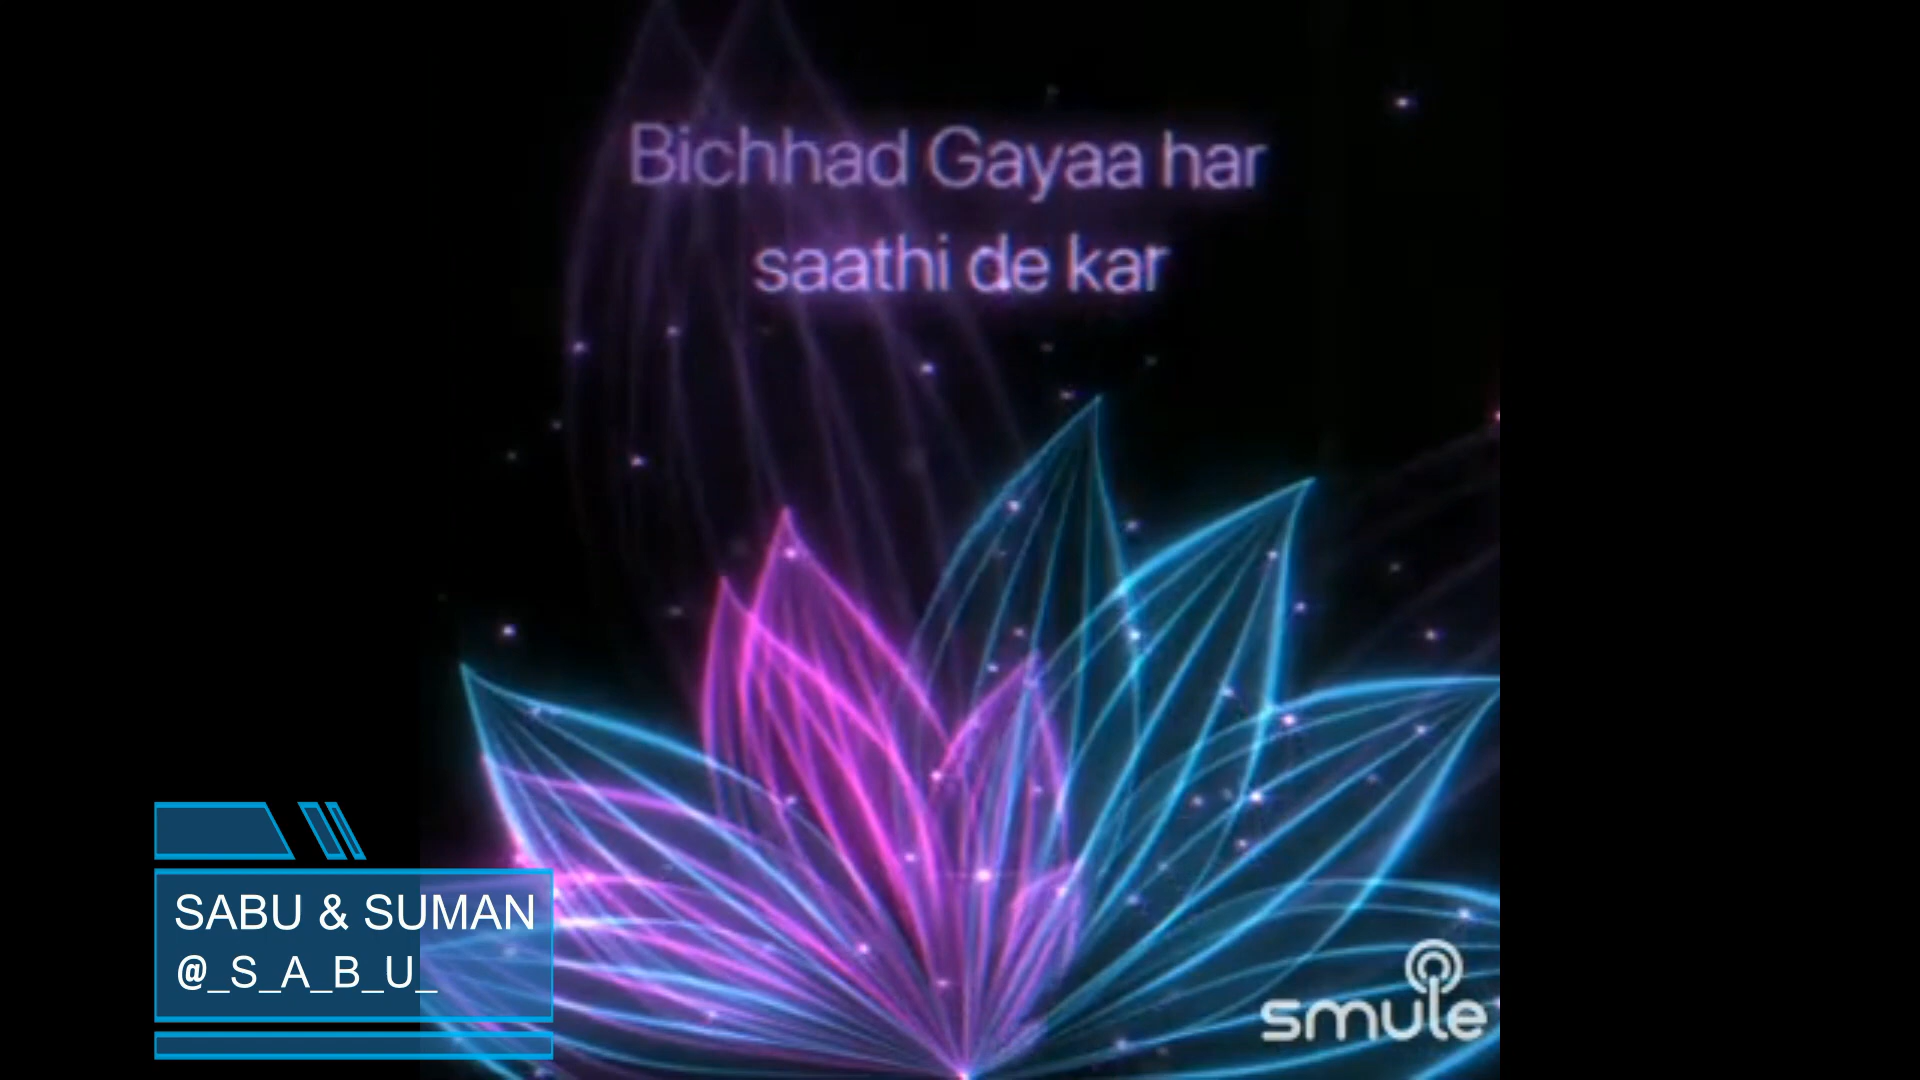 Bichhad Gayaa har
saathi de kar
SABU & SUMAN
@_S_A_B_U_
smule